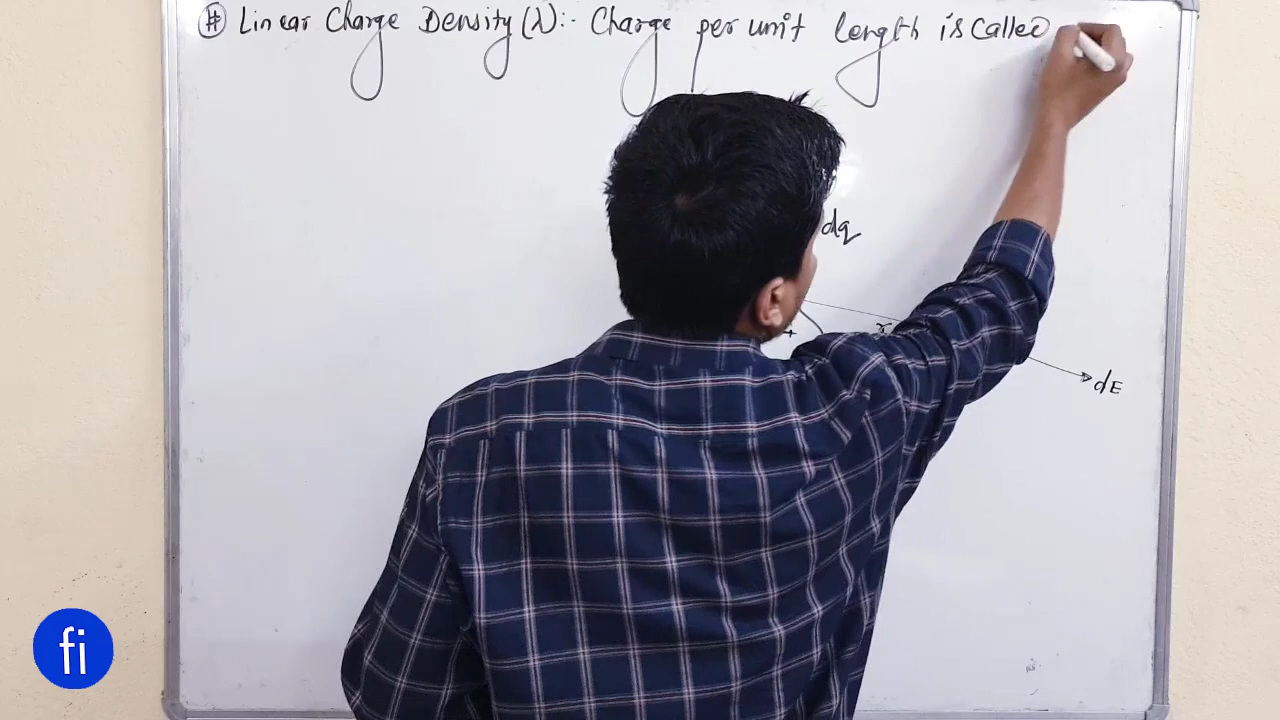 # Linear Charge Density (λ):- Charge per unit length is called
dq
+
r
dE
fi